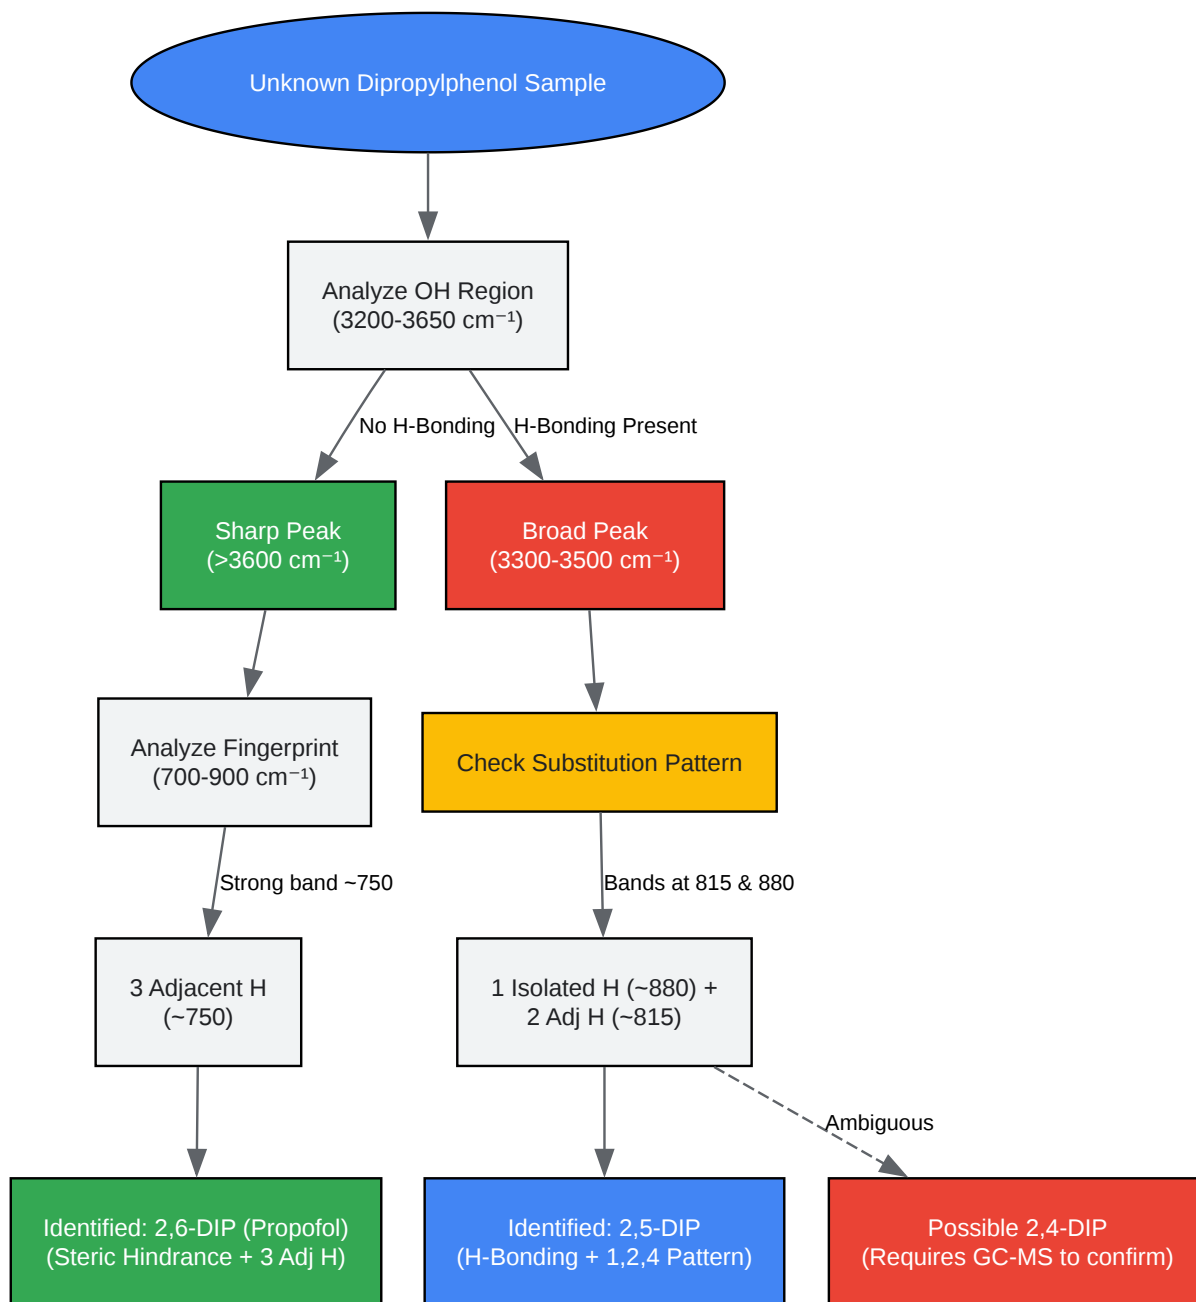 Unknown Dipropylphenol Sample
Analyze OH Region
(3200-3650 cm⁻¹)
No H-Bonding
H-Bonding Present
Sharp Peak
(>3600 cm⁻¹)
Broad Peak
(3300-3500 cm⁻¹)
Analyze Fingerprint
(700-900 cm⁻¹)
Check Substitution Pattern
Strong band ~750
Bands at 815 & 880
3 Adjacent H
(~750)
1 Isolated H (~880) +
2 Adj H (~815)
Ambiguous
Identified: 2,6-DIP (Propofol)
(Steric Hindrance + 3 Adj H)
Identified: 2,5-DIP
(H-Bonding + 1,2,4 Pattern)
Possible 2,4-DIP
(Requires GC-MS to confirm)